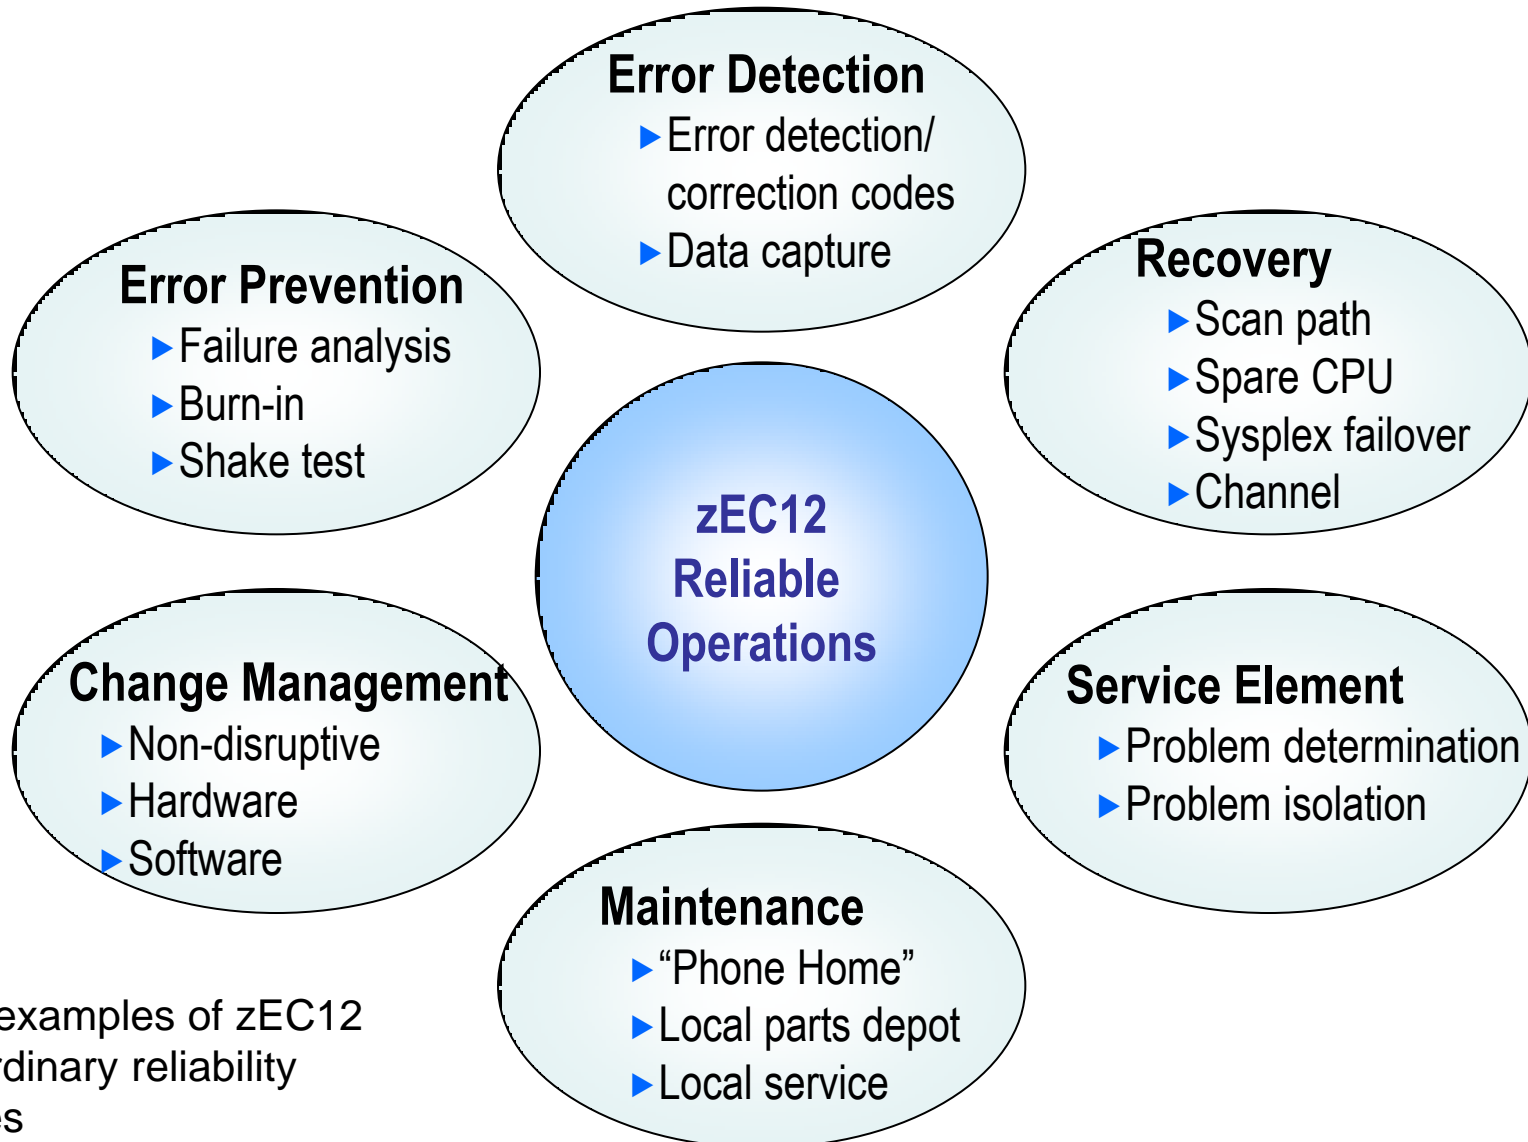 Error Detection
Error detection/
correction codes
Data capture
Error Prevention
Failure analysis
Burn-in
Shake test
Recovery
Scan path
Spare CPU
Sysplex failover
Channel
zEC12
Reliable
Operations
Change Management
Non-disruptive
Hardware
Software
Service Element
Problem determination
Problem isolation
Maintenance
“Phone Home”
Local parts depot
Local service
examples of zEC12
rdinary reliability
es